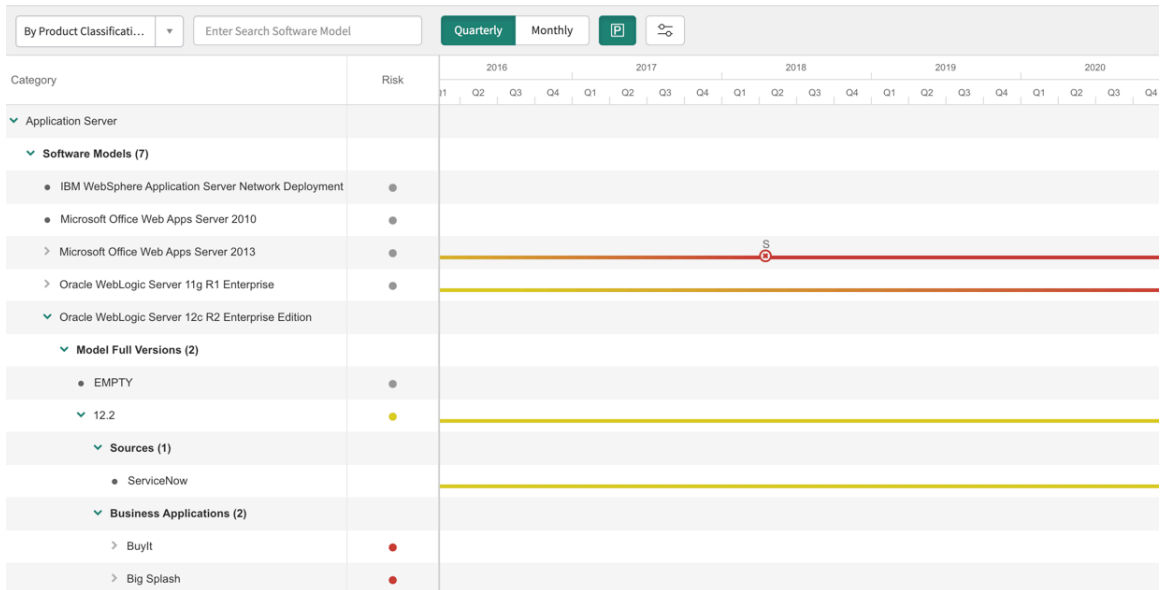 By Product Classificati... Enter Search Software Model Quarterly Monthly P
Category Risk 2016 2017 2018 2019 2020
Q2 Q3 Q4 Q1 Q2 Q3 Q4 Q1 Q2 Q3 Q4 Q1 Q2 Q3 Q4 Q1 Q2 Q3 Q4
Application Server
Software Models (7)
IBM WebSphere Application Server Network Deployment
Microsoft Office Web Apps Server 2010
S
Microsoft Office Web Apps Server 2013
Oracle WebLogic Server 11g R1 Enterprise
Oracle WebLogic Server 12c R2 Enterprise Edition
Model Full Versions (2)
EMPTY
12.2
Sources (1)
ServiceNow
Business Applications (2)
BuyIt
Big Splash